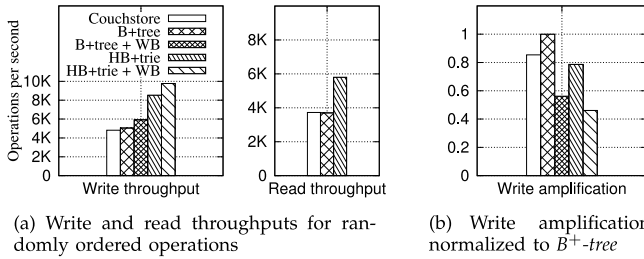 Operations per second
Couchstore
B+tree
B+tree + WB
HB+trie
HB+trie + WB
10K
8K
6K
4K
2K
0
Write throughput
8K
6K
4K
2K
0
Read throughput
1
0.8
0.6
0.4
0.2
0
Write amplification
(a) Write and read throughputs for ran-
domly ordered operations
(b) Write amplification
normalized to B+-tree